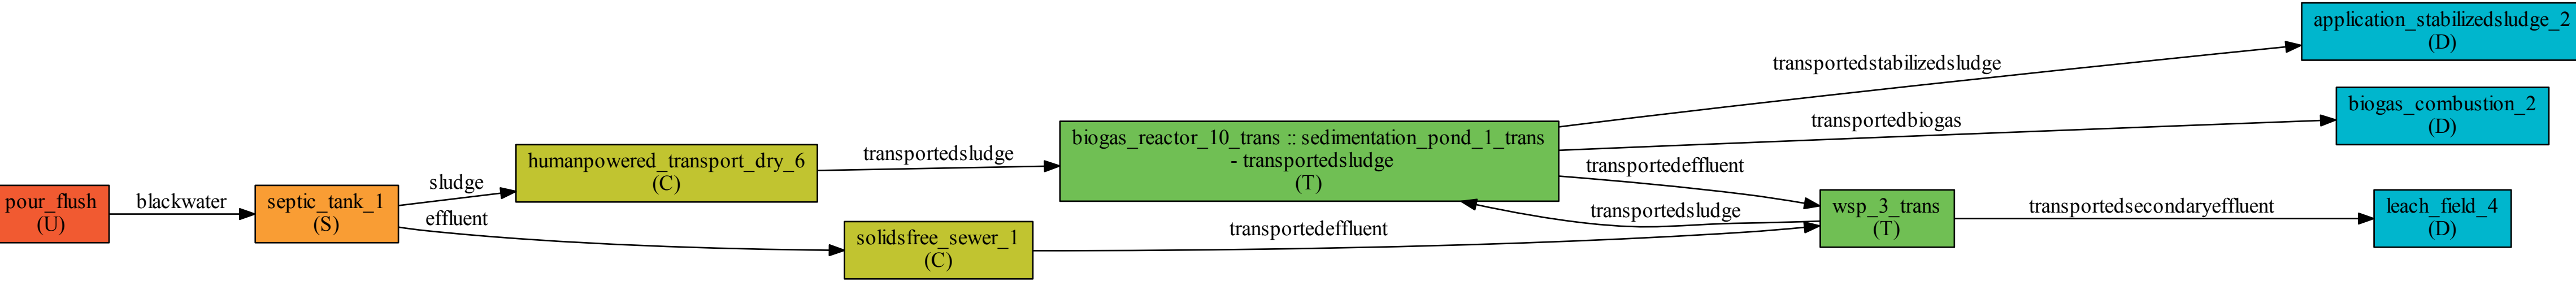 application_stabilizedsludge_2
(D)
transportedstabilizedsludge
biogas_combustion_2
(D)
transportedbiogas
biogas_reactor_10_trans :: sedimentation_pond_1_trans
- transportedsludge
(T)
humanpowered_transport_dry_6
(C)
transportedsludge
transportedeffluent
sludge
pour_flush
(U)
blackwater
septic_tank_1
(S)
effluent
transportedsludge
wsp_3_trans
(T)
transportedsecondaryeffluent
leach_field_4
(D)
solidsfree_sewer_1
(C)
transportedeffluent